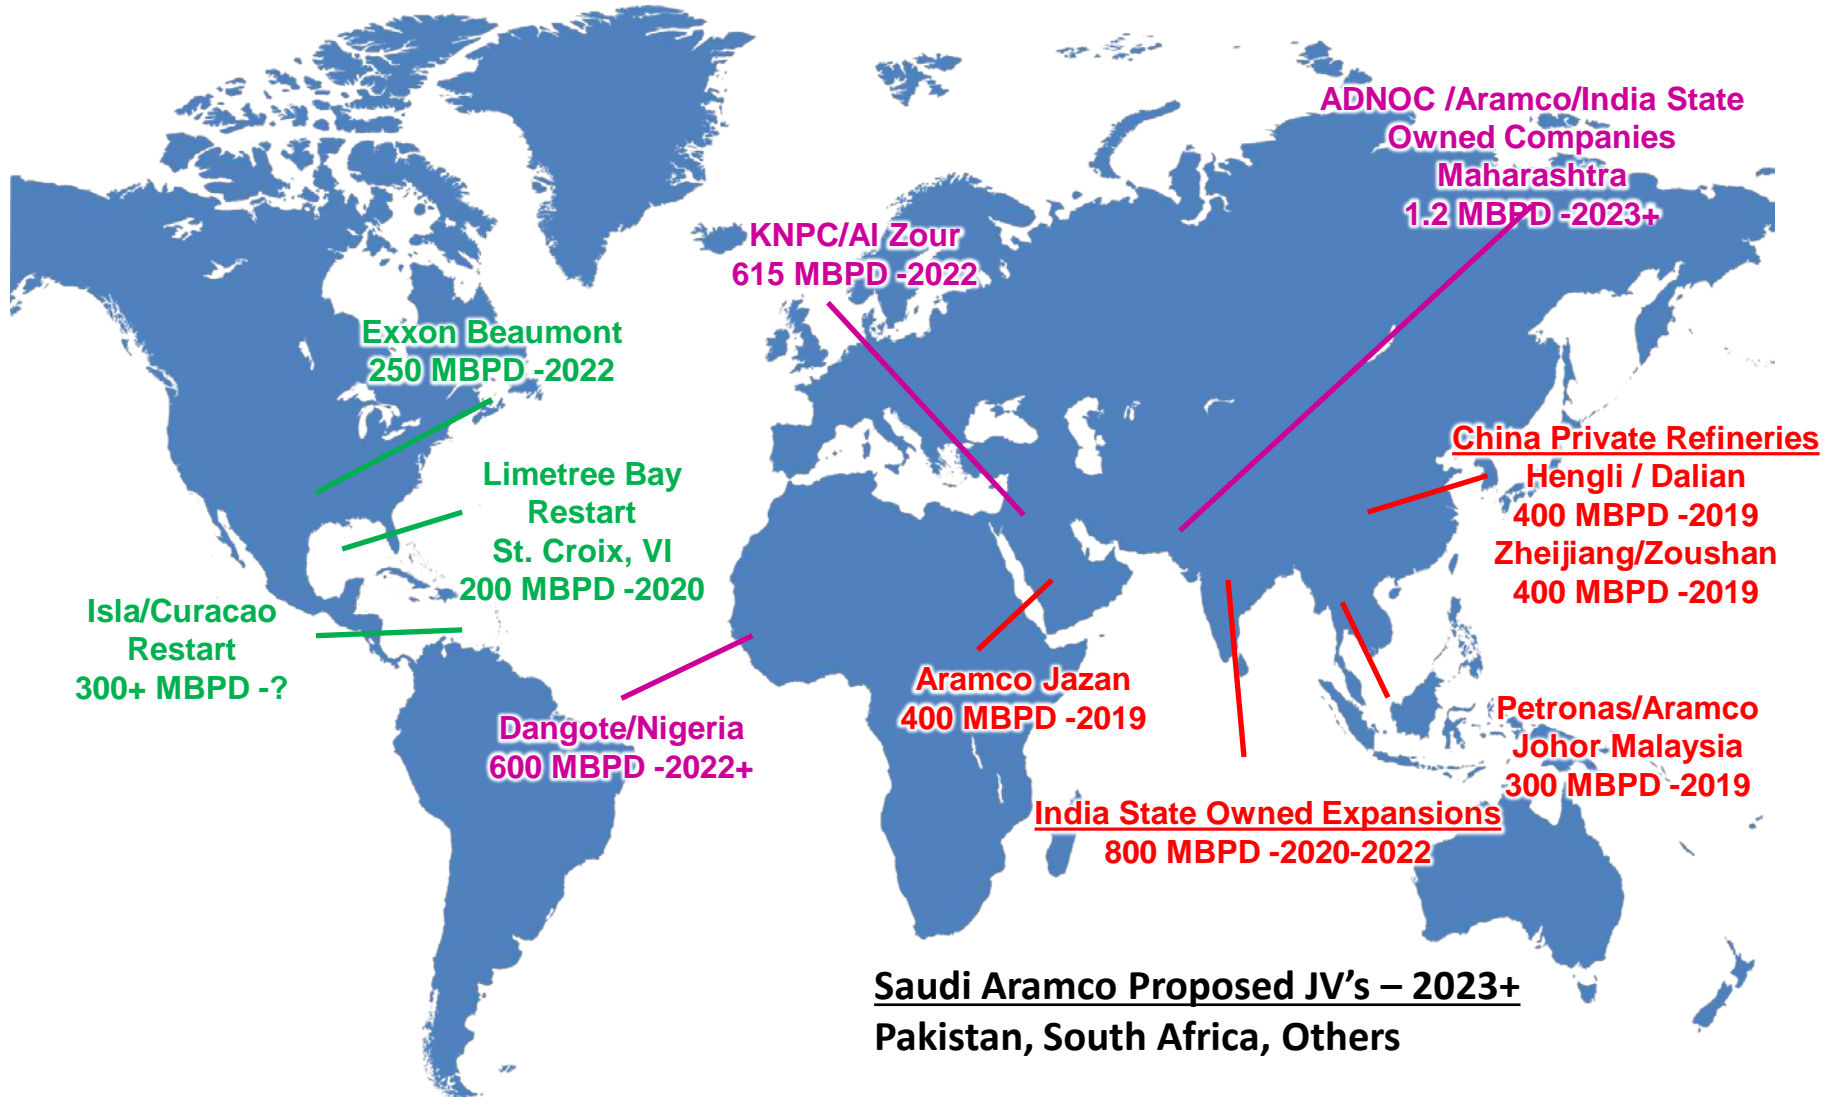 ADNOC /Aramco/India State
Owned Companies
Maharashtra
1.2 MBPD -2023+
KNPC/Al Zour
615 MBPD -2022
Exxon Beaumont
250 MBPD -2022
Limetree Bay
Restart
St. Croix, VI
200 MBPD -2020
Isla/Curacao
Restart
300+ MBPD -?
Dangote/Nigeria
600 MBPD -2022+
Aramco Jazan
400 MBPD -2019
China Private Refineries
Hengli / Dalian
400 MBPD -2019
Zheijiang/Zoushan
400 MBPD -2019
Petronas/Aramco
Johor Malaysia
300 MBPD -2019
India State Owned Expansions
800 MBPD -2020-2022
Saudi Aramco Proposed JV's – 2023+
Pakistan, South Africa, Others